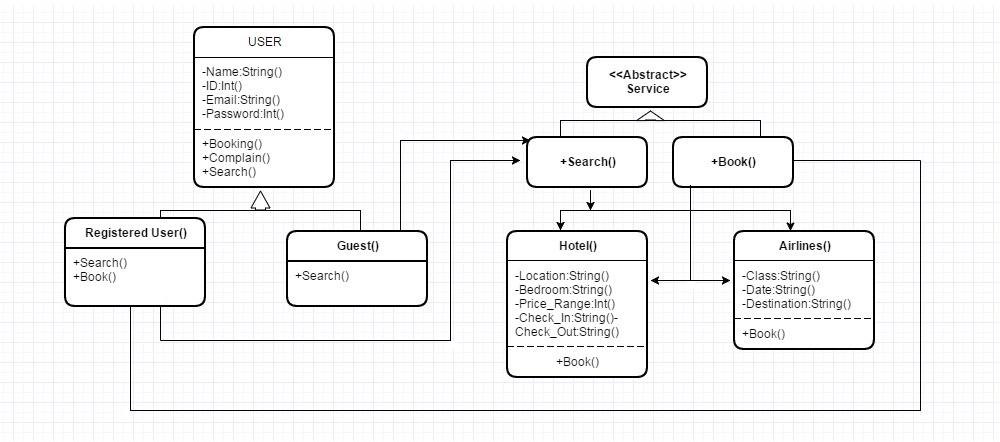 USER
-Name:String()
-ID:Int()
-Email:String()
-Password:Int()
+Booking()
+Complain()
+Search()
<<Abstract>>
Service
+Search()
+Book()
Registered User()
+Search()
+Book()
Guest()
+Search()
Hotel()
-Location:String()
-Bedroom:String()
-Price_Range:Int()
-Check_In:String()-
Check_Out:String()
+Book()
Airlines()
-Class:String()
-Date:String()
-Destination:String()
+Book()